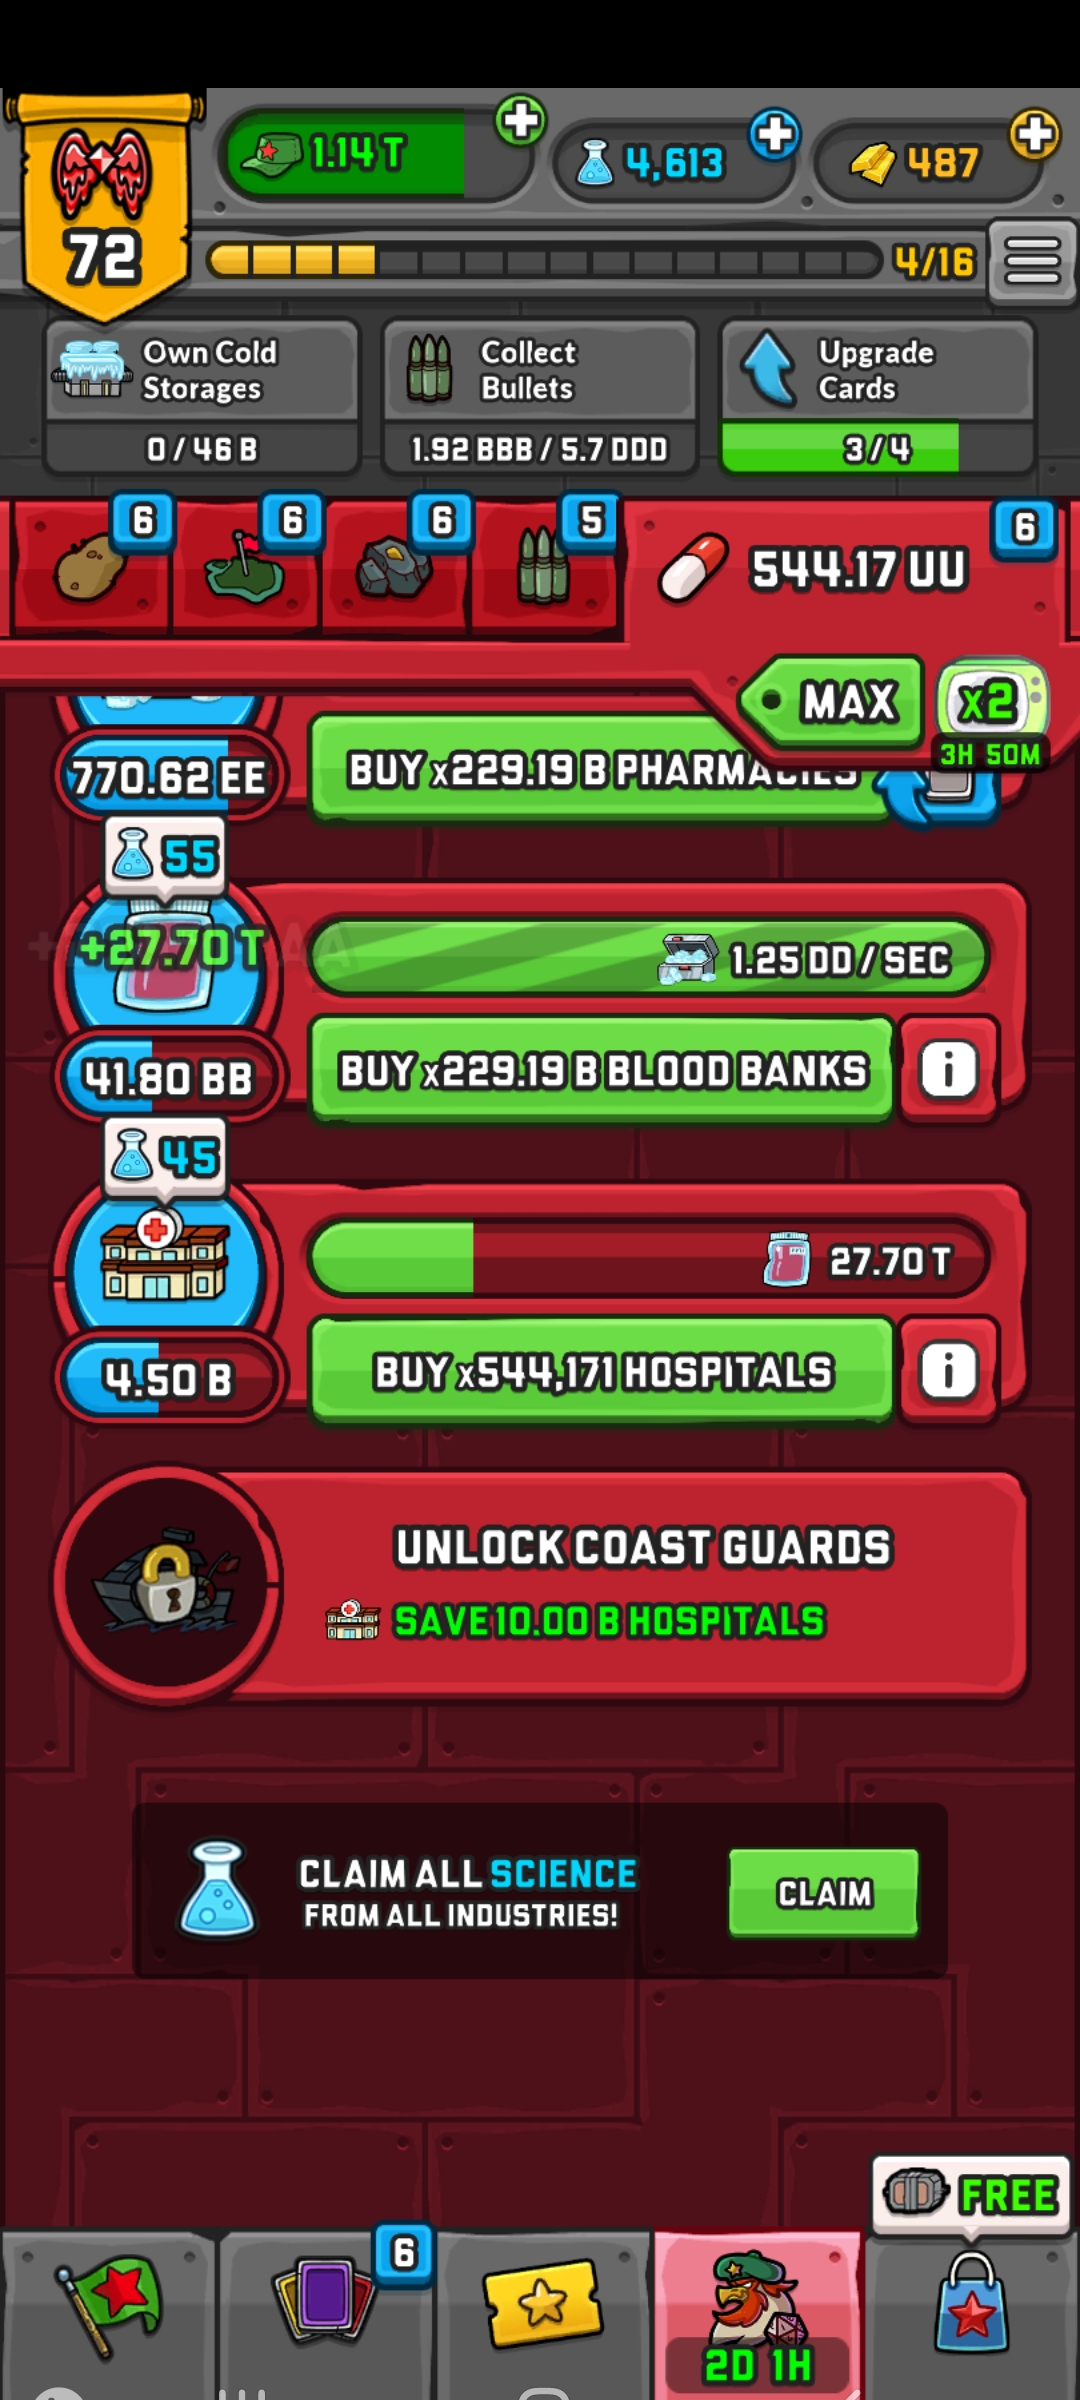 1.14 T
4,613
487
72
4/16
Own Cold
Storages
0 / 46 B
Collect
Bullets
1.92 BBB / 5.7 DDD
Upgrade
Cards
3/4
6
6
6
5
544.17 UU
6
MAX
x2
3H 50M
770.62 EE
BUY x229.19 B PHARMACIES
55
+27.70 T
1.25 DD / SEC
41.80 BB
BUY x229.19 B BLOOD BANKS
i
45
27.70 T
4.50 B
BUY x544,171 HOSPITALS
i
UNLOCK COAST GUARDS
SAVE 10.00 B HOSPITALS
CLAIM ALL SCIENCE
FROM ALL INDUSTRIES!
CLAIM
FREE
6
2D 1H